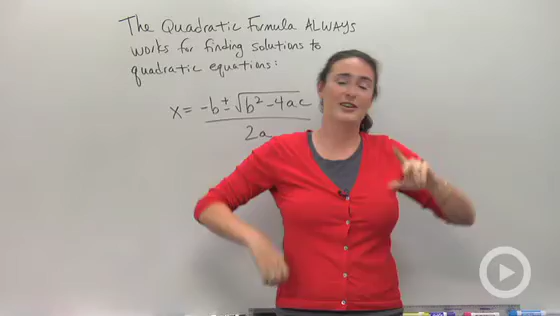 The Quadratic Formula ALWAYS
works for finding solutions to
quadratic equations:
x = -b ± √b² - 4ac
2a